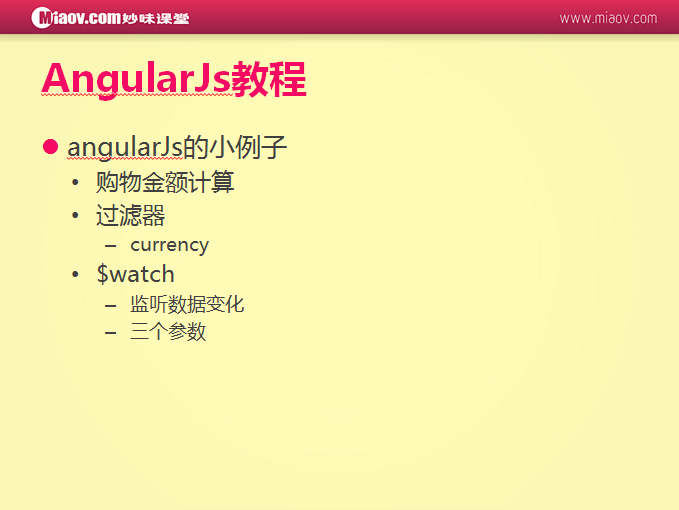 Miaov.com妙味课堂
www.miaov.com
AngularJs教程
angularJs的小例子
• 购物金额计算
• 过滤器
– currency
• $watch
– 监听数据变化
– 三个参数